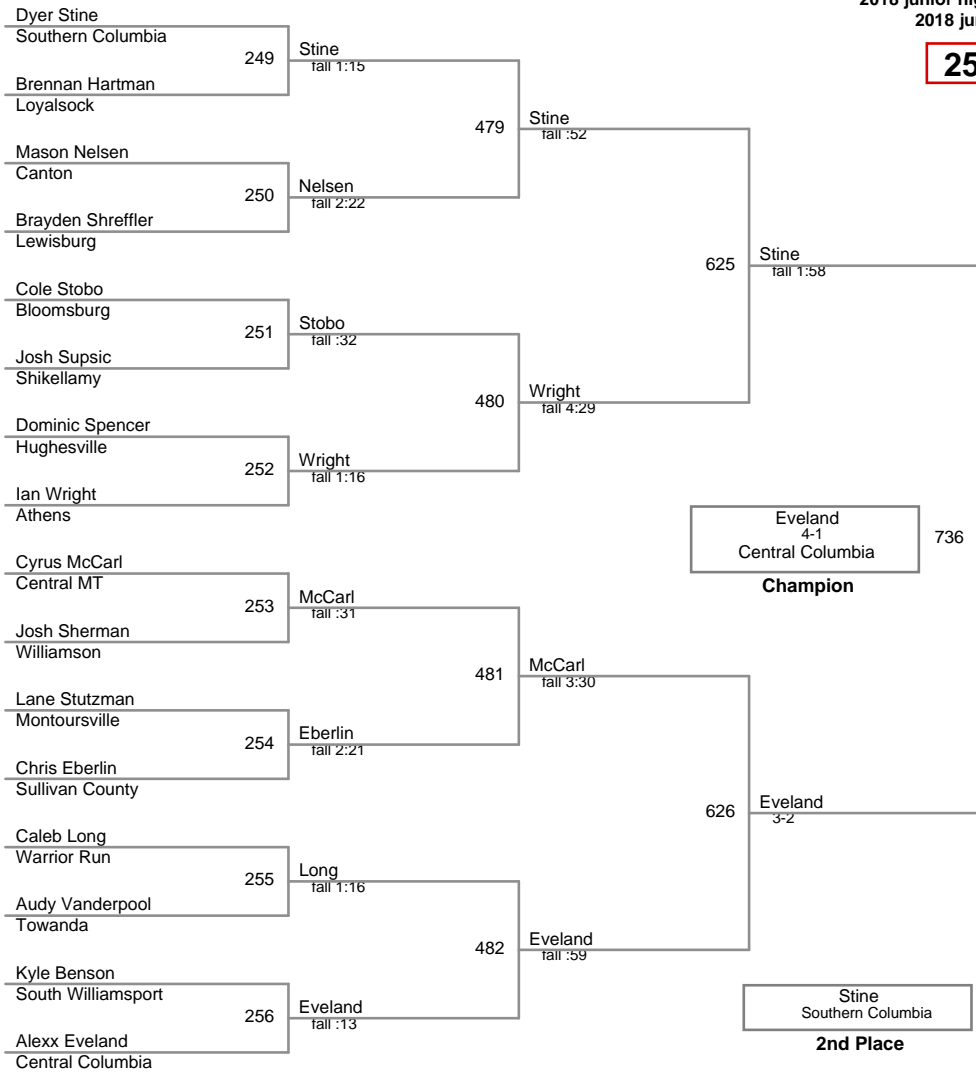 2018 junior hig
2018 ju
25
Dyer Stine
Southern Columbia
249
Stine
fall 1:15
Brennan Hartman
Loyalsock
479
Stine
fall :52
Mason Nelsen
Canton
250
Nelsen
fall 2:22
Brayden Shreffler
Lewisburg
625
Stine
fall 1:58
Cole Stobo
Bloomsburg
251
Stobo
fall :32
Josh Supsic
Shikellamy
480
Wright
fall 4:29
Dominic Spencer
Hughesville
252
Wright
fall 1:16
Ian Wright
Athens
Eveland
4-1
Central Columbia
736
Champion
Cyrus McCarl
Central MT
253
McCarl
fall :31
Josh Sherman
Williamson
481
McCarl
fall 3:30
Lane Stutzman
Montoursville
254
Eberlin
fall 2:21
Chris Eberlin
Sullivan County
626
Eveland
3-2
Caleb Long
Warrior Run
255
Long
fall 1:16
Audy Vanderpool
Towanda
482
Eveland
fall :59
Kyle Benson
South Williamsport
256
Eveland
fall :13
Alexx Eveland
Central Columbia
Stine
Southern Columbia
2nd Place